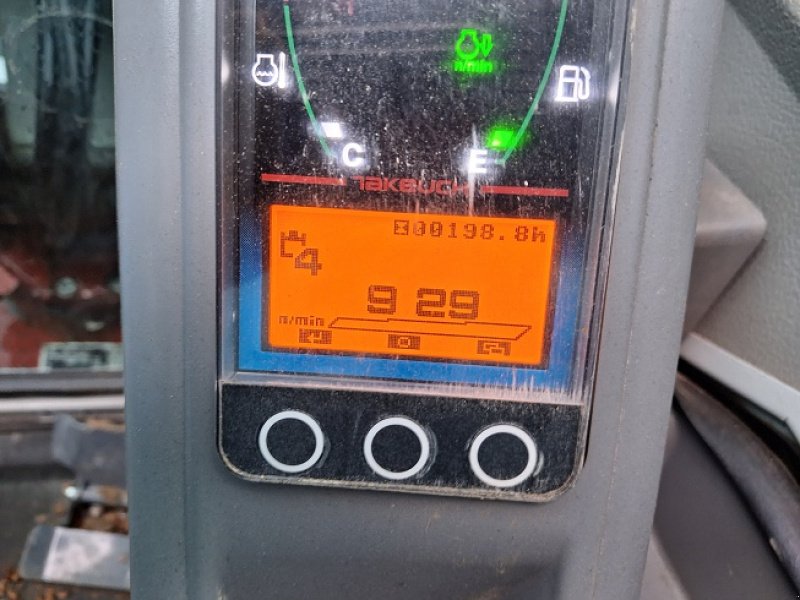 n/min
C E
TAKEUCHI
00198.8h
4
929
n/min